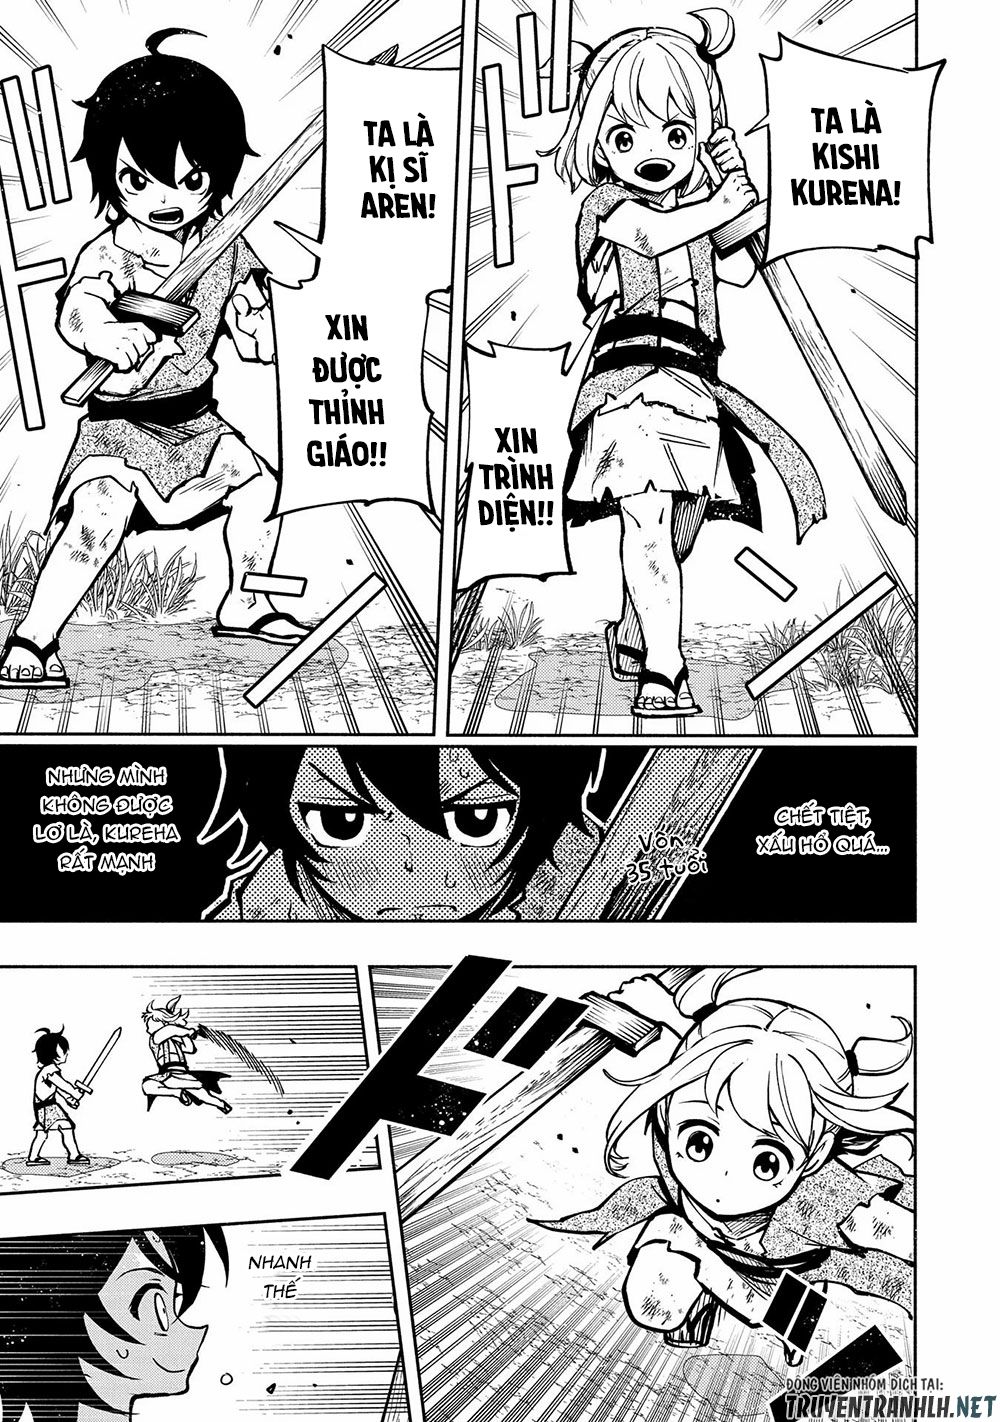 TA LÀ
KISHI
KURENA!
XIN
TRÌNH
DIỆN!!
TA LÀ
KỊ SĨ
AREN!
XIN
ĐƯỢC
THỈNH
GIÁO!!
CHẾT TIỆT,
XẤU HỔ QUÁ...
Vốn
35 tuổi
NHƯNG MÌNH
KHÔNG ĐƯỢC
LƠ LÀ, KUREHA
RẤT MẠNH
ド
NHANH
THẾ
ĐỘNG VIÊN NHÓM DỊCH TẠI:
TRUYENTRANHLH.NET